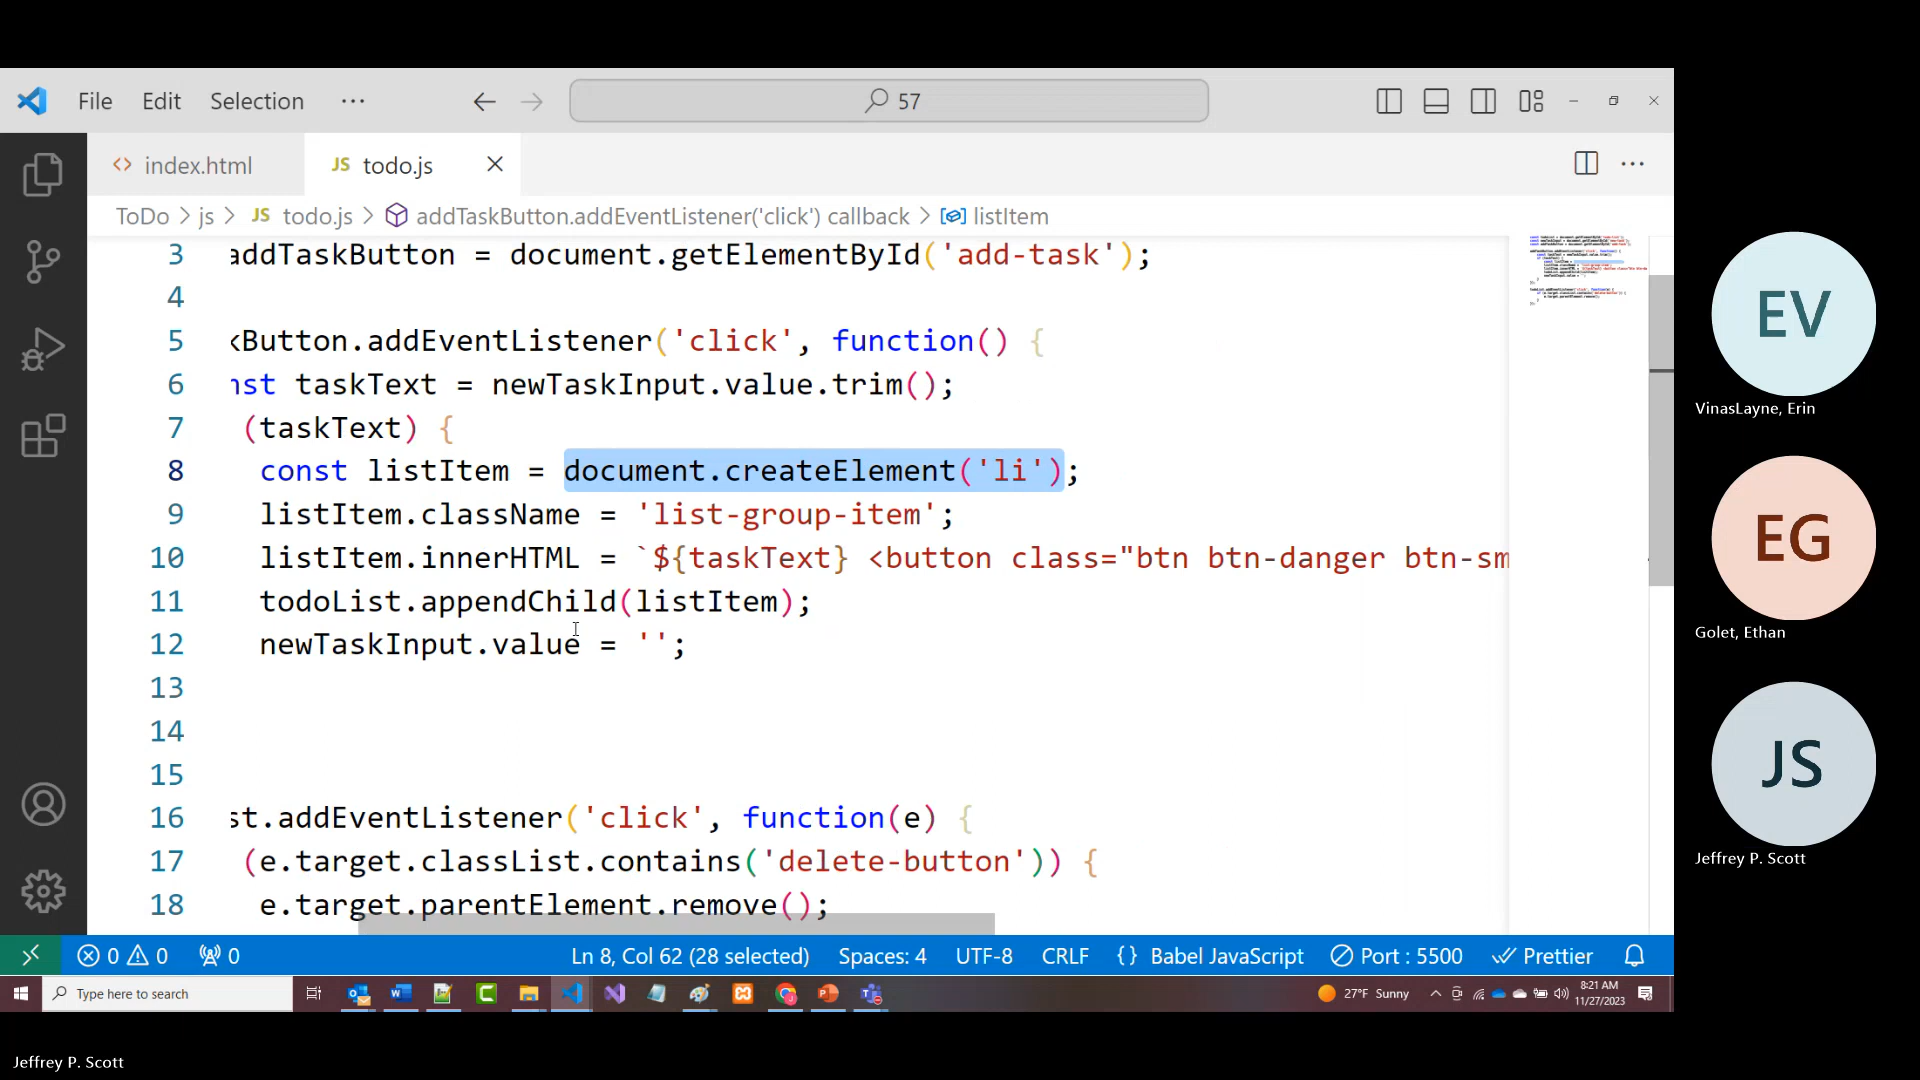 File Edit Selection ··· 57
index.html JS todo.js
ToDo > js > JS todo.js > addTaskButton.addEventListener('click') callback > listItem
3 addTaskButton = document.getElementById('add-task');
4
5 kButton.addEventListener('click', function() {
6 nst taskText = newTaskInput.value.trim();
7 (taskText) {
8 const listItem = document.createElement('li');
9 listItem.className = 'list-group-item';
10 listItem.innerHTML = `${taskText} <button class="btn btn-danger btn-sm
11 todoList.appendChild(listItem);
12 newTaskInput.value = '';
13
14
15
16 st.addEventListener('click', function(e) {
17 (e.target.classList.contains('delete-button')) {
18 e.target.parentElement.remove();
0 0 0 Ln 8, Col 62 (28 selected) Spaces: 4 UTF-8 CRLF {} Babel JavaScript Port : 5500 Prettier
Type here to search 27°F Sunny 8:21 AM
11/27/2023
EV
VinasLayne, Erin
EG
Golet, Ethan
JS
Jeffrey P. Scott
Jeffrey P. Scott